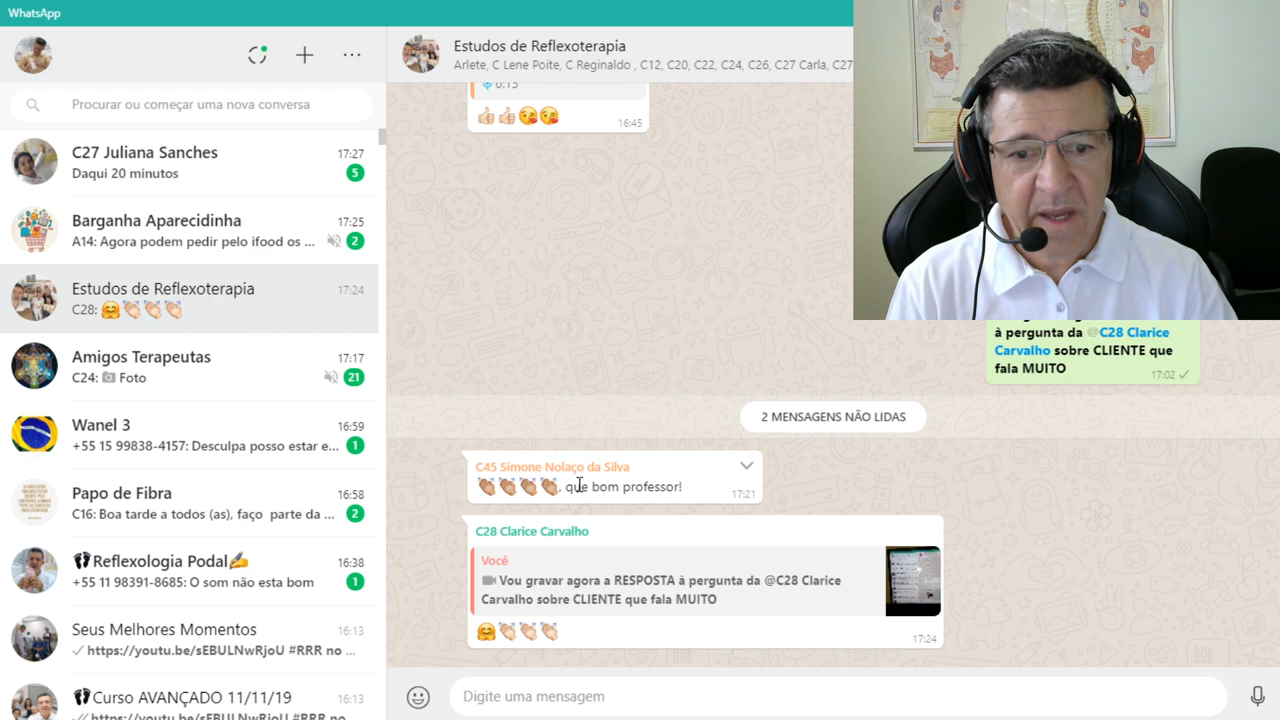 WhatsApp
Procurar ou começar uma nova conversa
C27 Juliana Sanches
17:27
Daqui 20 minutos
5
Barganha Aparecidinha
17:25
A14: Agora podem pedir pelo ifood os ...
2
Estudos de Reflexoterapia
17:24
C28: 🤗👏🏼👏🏼👏🏼
Amigos Terapeutas
17:17
C24: 📷 Foto
21
Wanel 3
16:59
+55 15 99838-4157: Desculpa posso estar e...
1
Papo de Fibra
16:58
C16: Boa tarde a todos (as), faço parte da ...
2
👣Reflexologia Podal✍
16:38
+55 11 98391-8685: O som não esta bom
1
Seus Melhores Momentos
16:13
https://youtu.be/sEBULNwRjoU #RRR no ...
👣Curso AVANÇADO 11/11/19
16:13
https://youtu.be/sEBULNwRjoU #RRR no
Estudos de Reflexoterapia
Arlete, C Lene Poite, C Reginaldo , C12, C20, C22, C24, C26, C27 Carla, C27
0:15
👍🏼👍🏼😘😘
16:45
à pergunta da @C28 Clarice
Carvalho sobre CLIENTE que
fala MUITO
17:02
2 MENSAGENS NÃO LIDAS
C45 Simone Nolaço da Silva
👏🏽👏🏽👏🏽👏🏽, que bom professor!
17:21
C28 Clarice Carvalho
Você
Vou gravar agora a RESPOSTA à pergunta da @C28 Clarice
Carvalho sobre CLIENTE que fala MUITO
🤗👏🏼👏🏼👏🏼
17:24
Digite uma mensagem